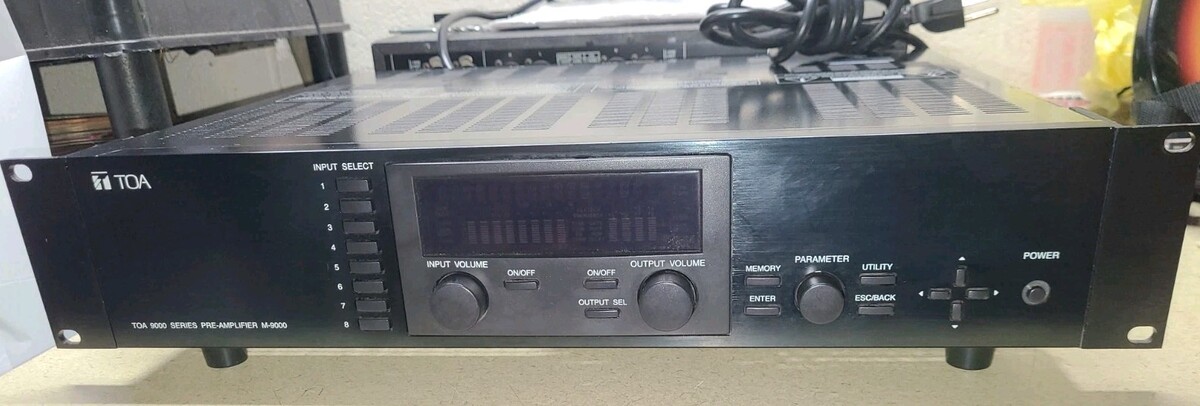 TOA
INPUT SELECT
1
2
3
4
5
6
7
8
INPUT VOLUME
ON/OFF
ON/OFF
OUTPUT VOLUME
OUTPUT SEL
MEMORY
ENTER
PARAMETER
UTILITY
ESC/BACK
POWER
TOA 9000 SERIES PRE-AMPLIFIER M-9000